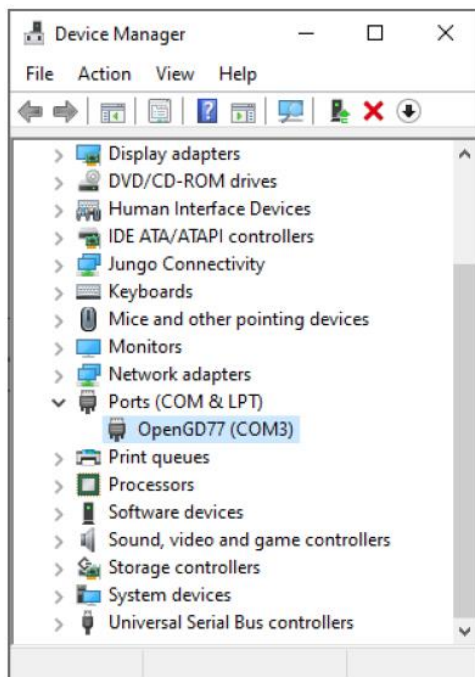 Device Manager
File Action View Help
Display adapters
DVD/CD-ROM drives
Human Interface Devices
IDE ATA/ATAPI controllers
Jungo Connectivity
Keyboards
Mice and other pointing devices
Monitors
Network adapters
Ports (COM & LPT)
OpenGD77 (COM3)
Print queues
Processors
Software devices
Sound, video and game controllers
Storage controllers
System devices
Universal Serial Bus controllers